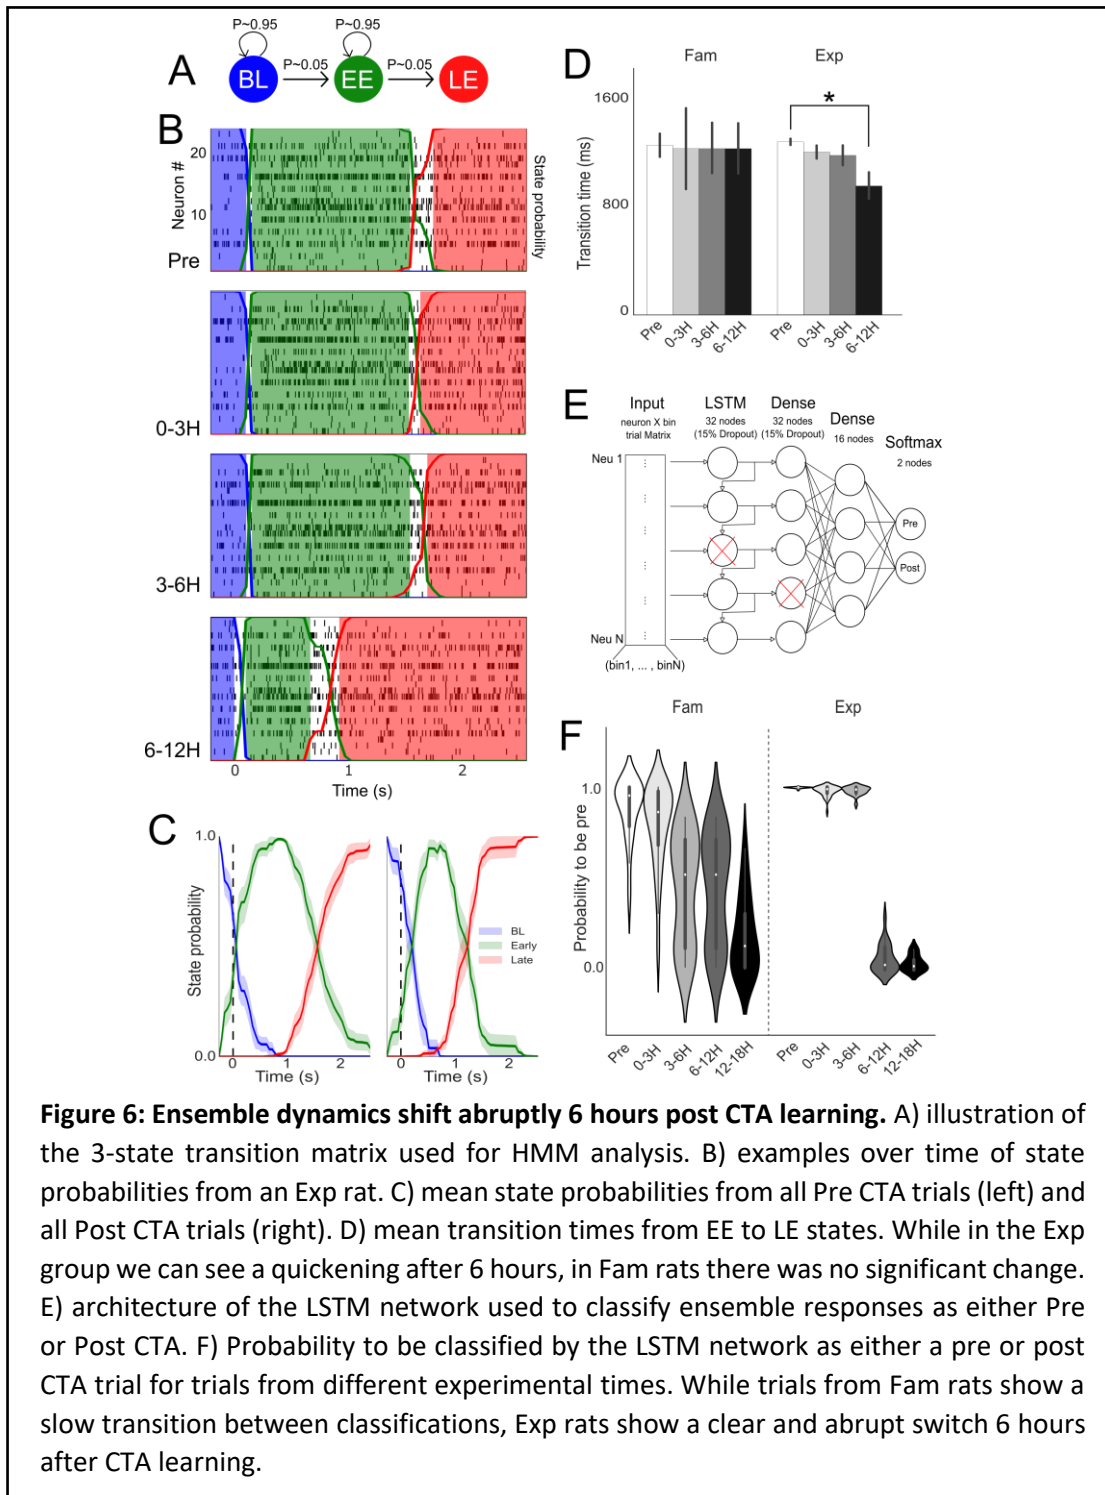 A
P~0.95
P~0.95
BL
P~0.05
EE
P~0.05
LE
B
20
10
Neuron #
State probability
Pre
0-3H
3-6H
6-12H
0
1
2
Time (s)
C
1.0
0.0
State probability
BL
Early
Late
0
1
2
Time (s)
0
1
2
Time (s)
D
Fam
Exp
*
1600
800
0
Transition time (ms)
Pre
0-3H
3-6H
6-12H
Pre
0-3H
3-6H
6-12H
E
Input
neuron X bin
trial Matrix
LSTM
32 nodes
(15% Dropout)
Dense
32 nodes
(15% Dropout)
Dense
16 nodes
Softmax
2 nodes
Neu 1
Neu N
(bin1, ... , binN)
Pre
Post
F
Fam
Exp
1.0
0.0
Probability to be pre
Pre
0-3H
3-6H
6-12H
12-18H
Pre
0-3H
3-6H
6-12H
12-18H
Figure 6: Ensemble dynamics shift abruptly 6 hours post CTA learning. A) illustration of
the 3-state transition matrix used for HMM analysis. B) examples over time of state
probabilities from an Exp rat. C) mean state probabilities from all Pre CTA trials (left) and
all Post CTA trials (right). D) mean transition times from EE to LE states. While in the Exp
group we can see a quickening after 6 hours, in Fam rats there was no significant change.
E) architecture of the LSTM network used to classify ensemble responses as either Pre
or Post CTA. F) Probability to be classified by the LSTM network as either a pre or post
CTA trial for trials from different experimental times. While trials from Fam rats show a
slow transition between classifications, Exp rats show a clear and abrupt switch 6 hours
after CTA learning.